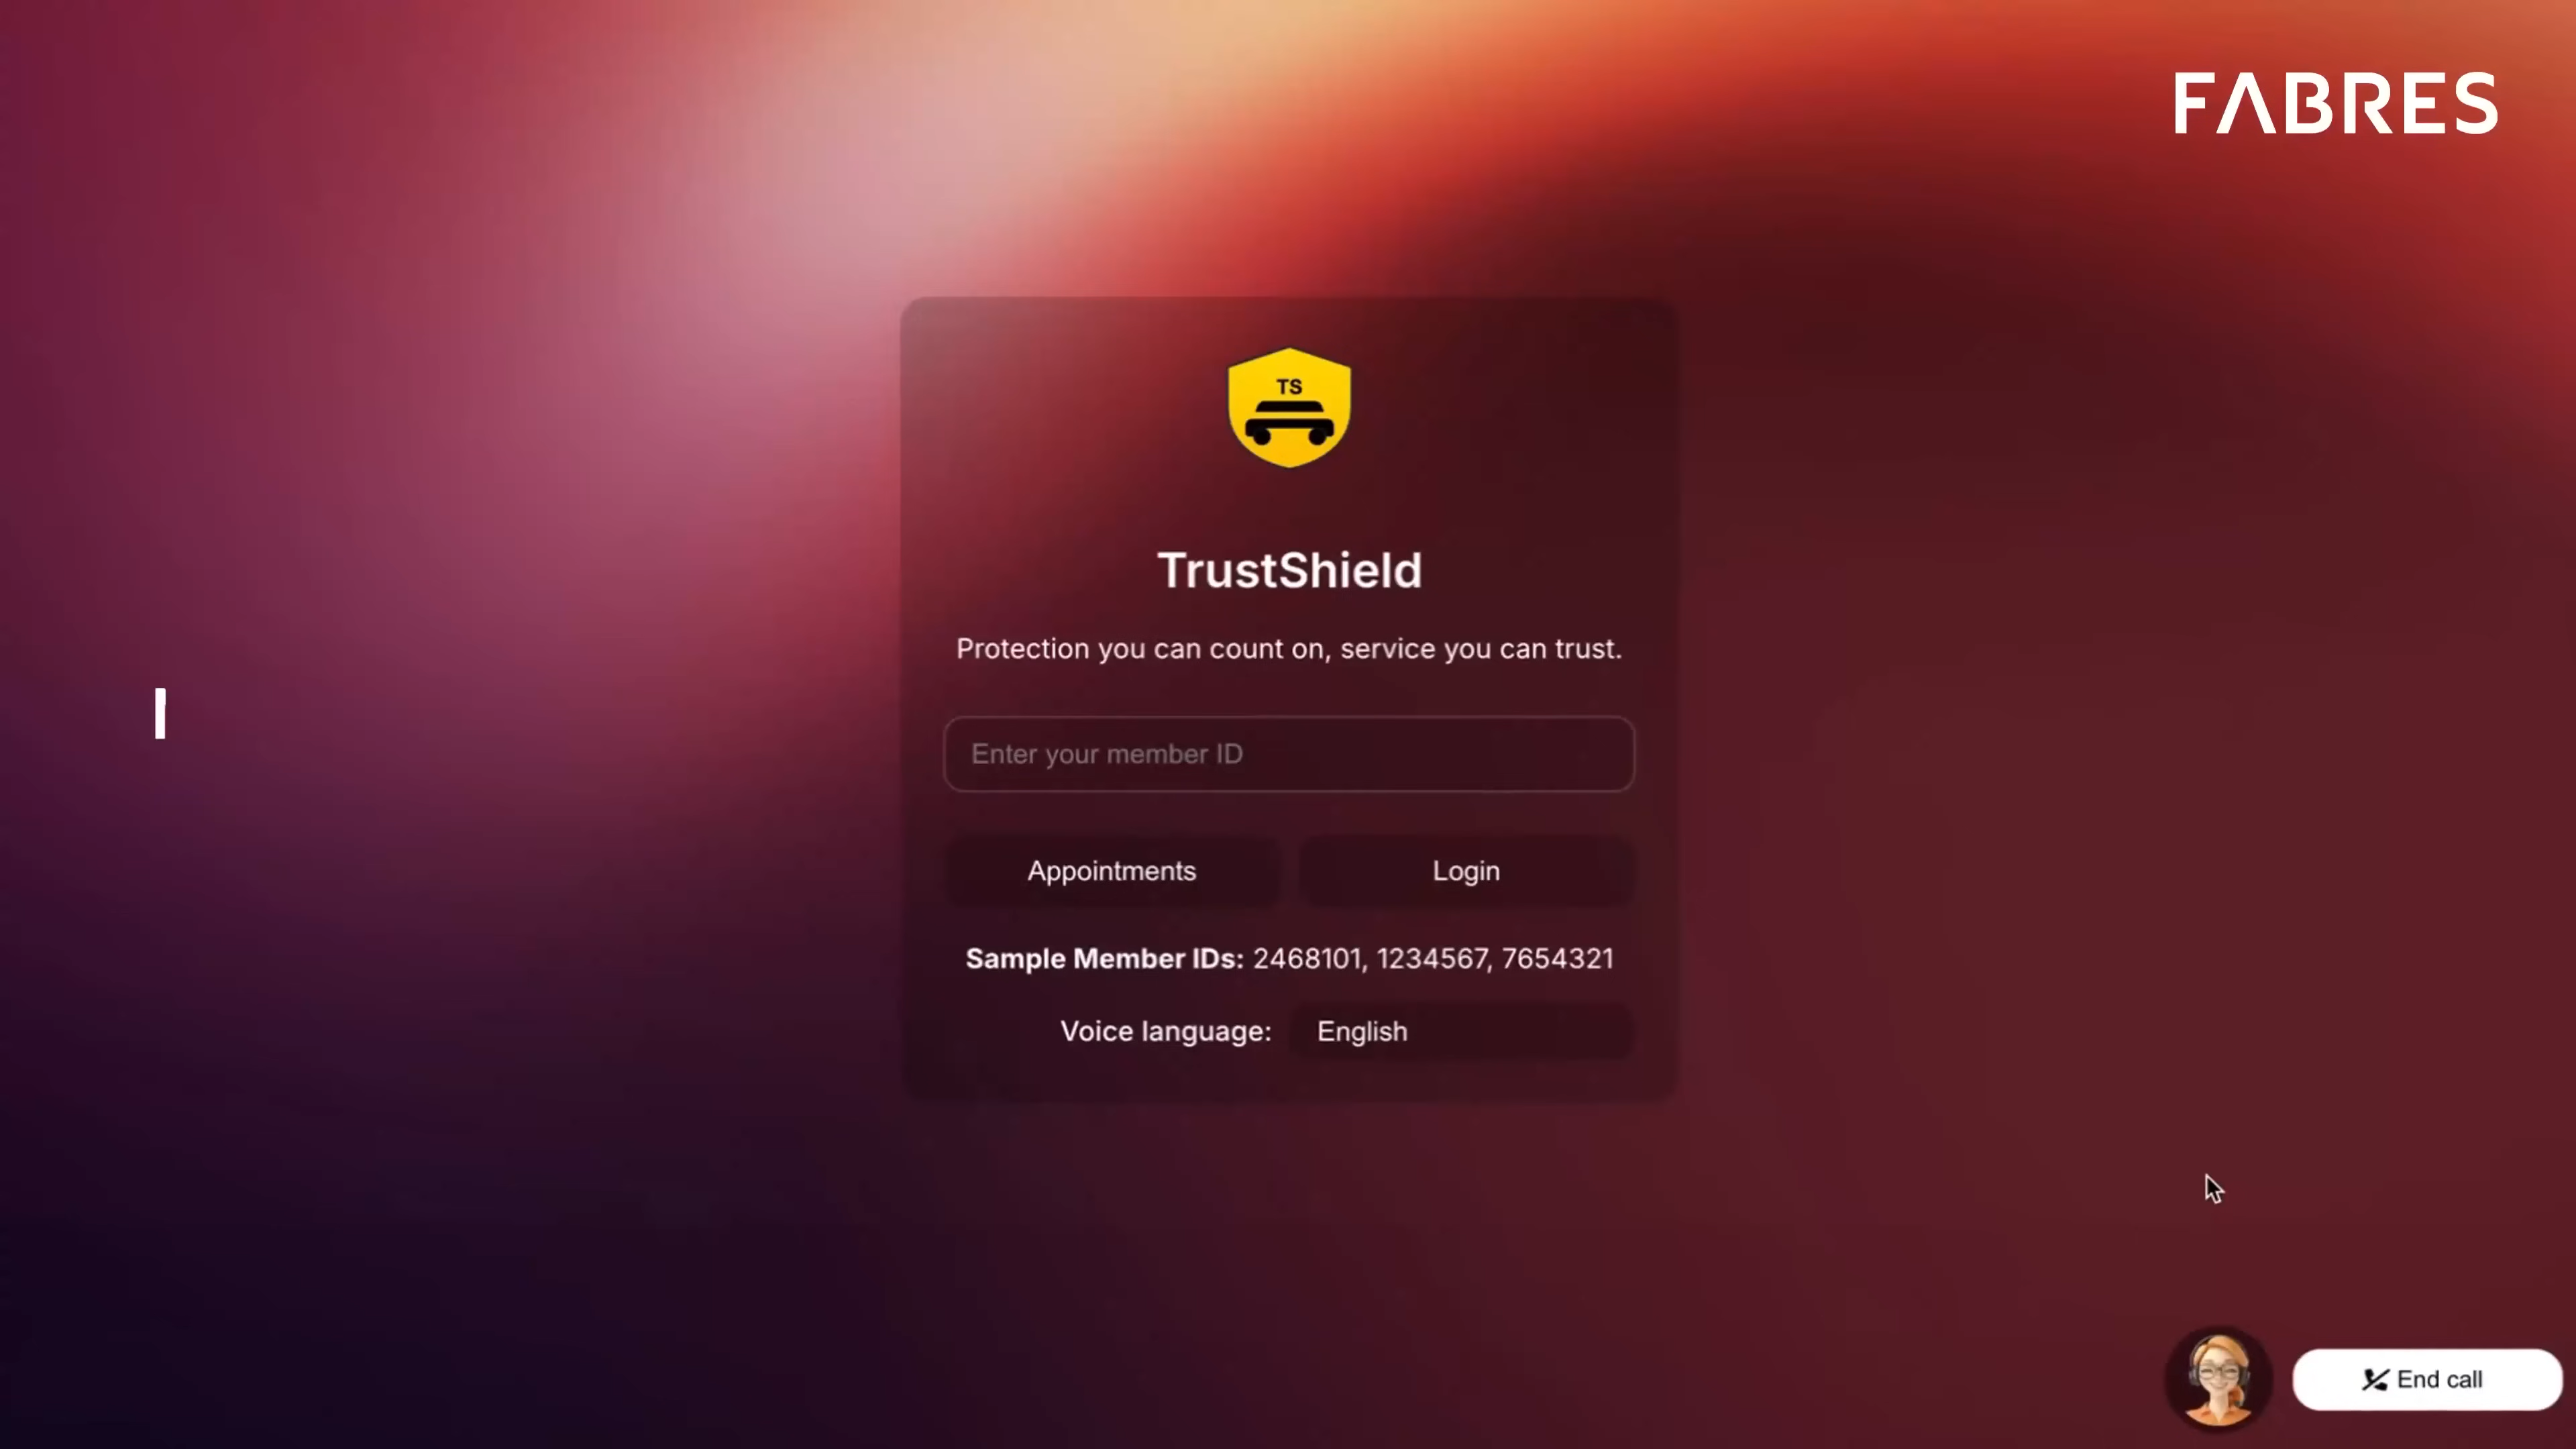 FABRES
TS
TrustShield
Protection you can count on, service you can trust.
Enter your member ID
Appointments
Login
Sample Member IDs: 2468101, 1234567, 7654321
Voice language: English
End call